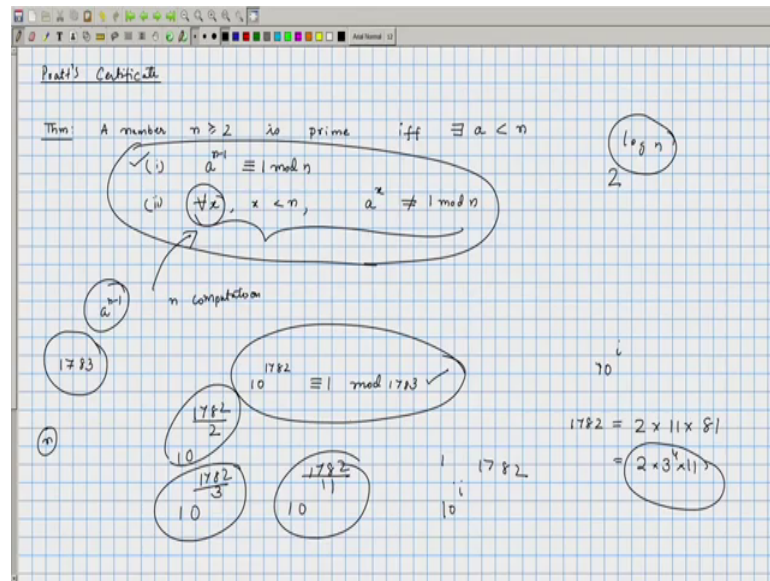 Pratt's Certificate
Thm: A number n ≥ 2 is prime iff ∃ a < n
(i) a^{n-1} ≡ 1 mod n
(ii) ∀x, x < n, a^x ≢ 1 mod n
log n
2
n computation
a^{n-1}
1783
10^{1782} ≡ 1 mod 1783
10^i
n
10^{1782/2}
1782 = 2 × 11 × 81
= 2 × 3^4 × 11
10^{1782/3}
10^{1782/11}
1 1782
10^i